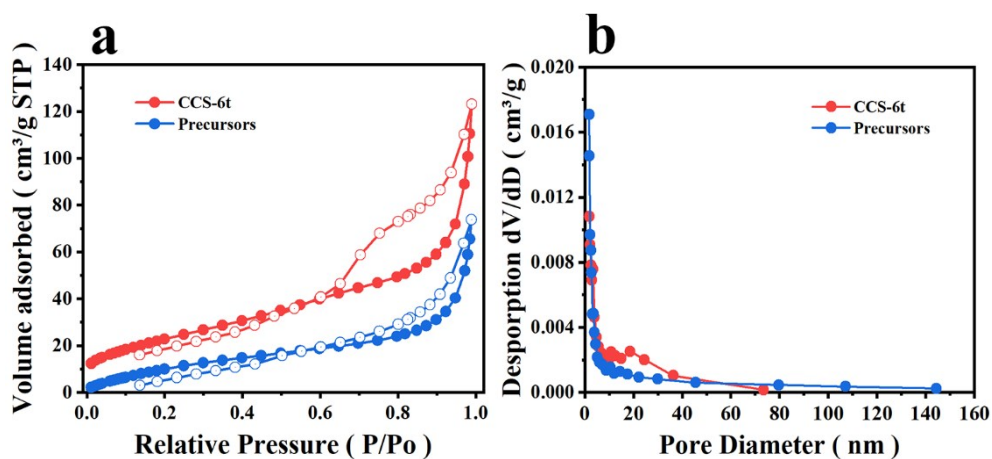 a
Volume adsorbed ( cm³/g STP )
140
120
100
80
60
40
20
0
CCS-6t
Precursors
0.0 0.2 0.4 0.6 0.8 1.0
Relative Pressure ( P/Po )
b
Desporption dV/dD ( cm³/g )
0.020
0.016
0.012
0.008
0.004
0.000
CCS-6t
Precursors
0 20 40 60 80 100 120 140 160
Pore Diameter ( nm )